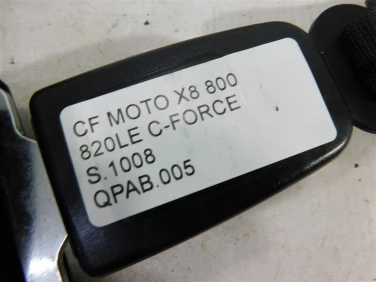 CF MOTO X8 800
820LE C-FORCE
S.1008
QPAB.005